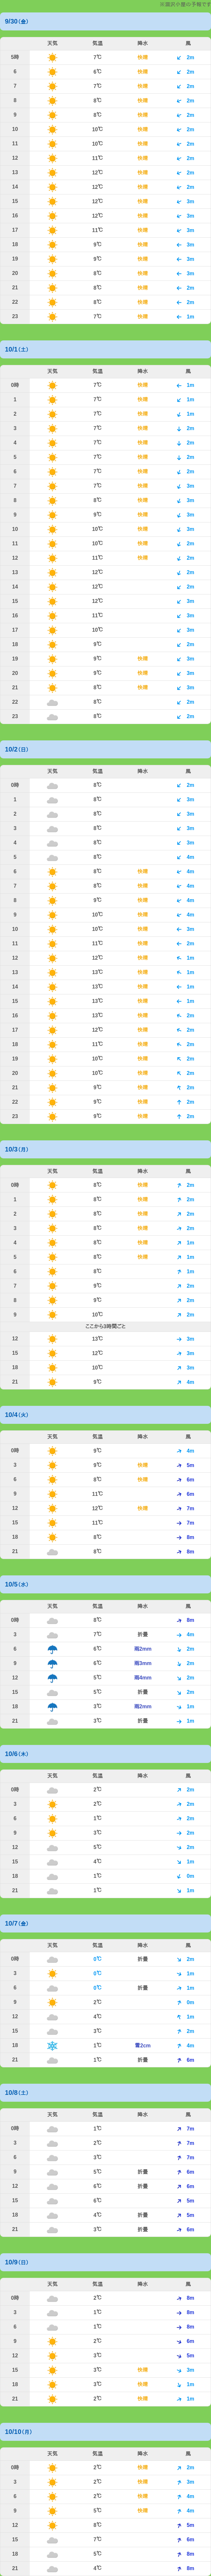 9/30(金)
天気 気温 降水 風
5時 7℃ 快晴 2m
6 6℃ 快晴 2m
7 7℃ 快晴 2m
8 8℃ 快晴 2m
9 8℃ 快晴 2m
10 10℃ 快晴 2m
11 10℃ 快晴 2m
12 11℃ 快晴 2m
13 12℃ 快晴 2m
14 12℃ 快晴 2m
15 12℃ 快晴 3m
16 12℃ 快晴 3m
17 11℃ 快晴 3m
18 9℃ 快晴 3m
19 9℃ 快晴 3m
20 8℃ 快晴 3m
21 8℃ 快晴 2m
22 8℃ 快晴 2m
23 7℃ 快晴 1m
10/1(土)
天気 気温 降水 風
0時 7℃ 快晴 1m
1 7℃ 快晴 1m
2 7℃ 快晴 1m
3 7℃ 快晴 2m
4 7℃ 快晴 2m
5 7℃ 快晴 2m
6 7℃ 快晴 2m
7 7℃ 快晴 3m
8 8℃ 快晴 3m
9 9℃ 快晴 3m
10 10℃ 快晴 3m
11 10℃ 快晴 2m
12 11℃ 快晴 2m
13 12℃ 2m
14 12℃ 2m
15 12℃ 3m
16 11℃ 3m
17 10℃ 3m
18 9℃ 2m
19 9℃ 快晴 3m
20 9℃ 快晴 3m
21 8℃ 快晴 3m
22 8℃ 2m
23 8℃ 2m
10/2(日)
天気 気温 降水 風
0時 8℃ 2m
1 8℃ 3m
2 8℃ 3m
3 8℃ 3m
4 8℃ 3m
5 8℃ 4m
6 8℃ 快晴 4m
7 8℃ 快晴 4m
8 9℃ 快晴 4m
9 10℃ 快晴 4m
10 10℃ 快晴 3m
11 11℃ 快晴 2m
12 12℃ 快晴 1m
13 13℃ 快晴 1m
14 13℃ 快晴 1m
15 13℃ 快晴 1m
16 13℃ 快晴 2m
17 12℃ 快晴 2m
18 11℃ 快晴 2m
19 10℃ 快晴 2m
20 10℃ 快晴 2m
21 9℃ 快晴 2m
22 9℃ 快晴 2m
23 9℃ 快晴 2m
10/3(月)
天気 気温 降水 風
0時 8℃ 快晴 2m
1 8℃ 快晴 2m
2 8℃ 快晴 2m
3 8℃ 快晴 2m
4 8℃ 快晴 1m
5 8℃ 快晴 1m
6 8℃ 1m
7 9℃ 2m
8 9℃ 2m
9 10℃ 2m
ここから3時間ごと
12 13℃ 3m
15 12℃ 3m
18 10℃ 3m
21 9℃ 4m
10/4(火)
天気 気温 降水 風
0時 9℃ 4m
3 9℃ 快晴 5m
6 8℃ 快晴 6m
9 11℃ 6m
12 12℃ 快晴 7m
15 11℃ 7m
18 8℃ 8m
21 8℃ 8m
10/5(水)
天気 気温 降水 風
0時 8℃ 8m
3 7℃ 折畳 4m
6 6℃ 雨2mm 2m
9 6℃ 雨3mm 2m
12 5℃ 雨4mm 2m
15 5℃ 折畳 2m
18 3℃ 雨2mm 1m
21 3℃ 折畳 1m
10/6(木)
天気 気温 降水 風
0時 2℃ 2m
3 2℃ 2m
6 1℃ 2m
9 3℃ 2m
12 5℃ 2m
15 4℃ 1m
18 1℃ 0m
21 1℃ 1m
10/7(金)
天気 気温 降水 風
0時 0℃ 折畳 2m
3 0℃ 1m
6 0℃ 折畳 1m
9 2℃ 0m
12 4℃ 1m
15 3℃ 2m
18 1℃ 雪2cm 4m
21 1℃ 折畳 6m
10/8(土)
天気 気温 降水 風
0時 1℃ 7m
3 2℃ 7m
6 3℃ 7m
9 5℃ 折畳 6m
12 6℃ 折畳 6m
15 6℃ 5m
18 4℃ 折畳 5m
21 3℃ 折畳 6m
10/9(日)
天気 気温 降水 風
0時 2℃ 8m
3 1℃ 8m
6 1℃ 8m
9 2℃ 6m
12 3℃ 5m
15 3℃ 快晴 3m
18 3℃ 快晴 1m
21 2℃ 快晴 1m
10/10(月)
天気 気温 降水 風
0時 2℃ 快晴 2m
3 2℃ 快晴 3m
6 2℃ 快晴 4m
9 5℃ 快晴 4m
12 8℃ 5m
15 7℃ 6m
18 5℃ 8m
21 4℃ 8m